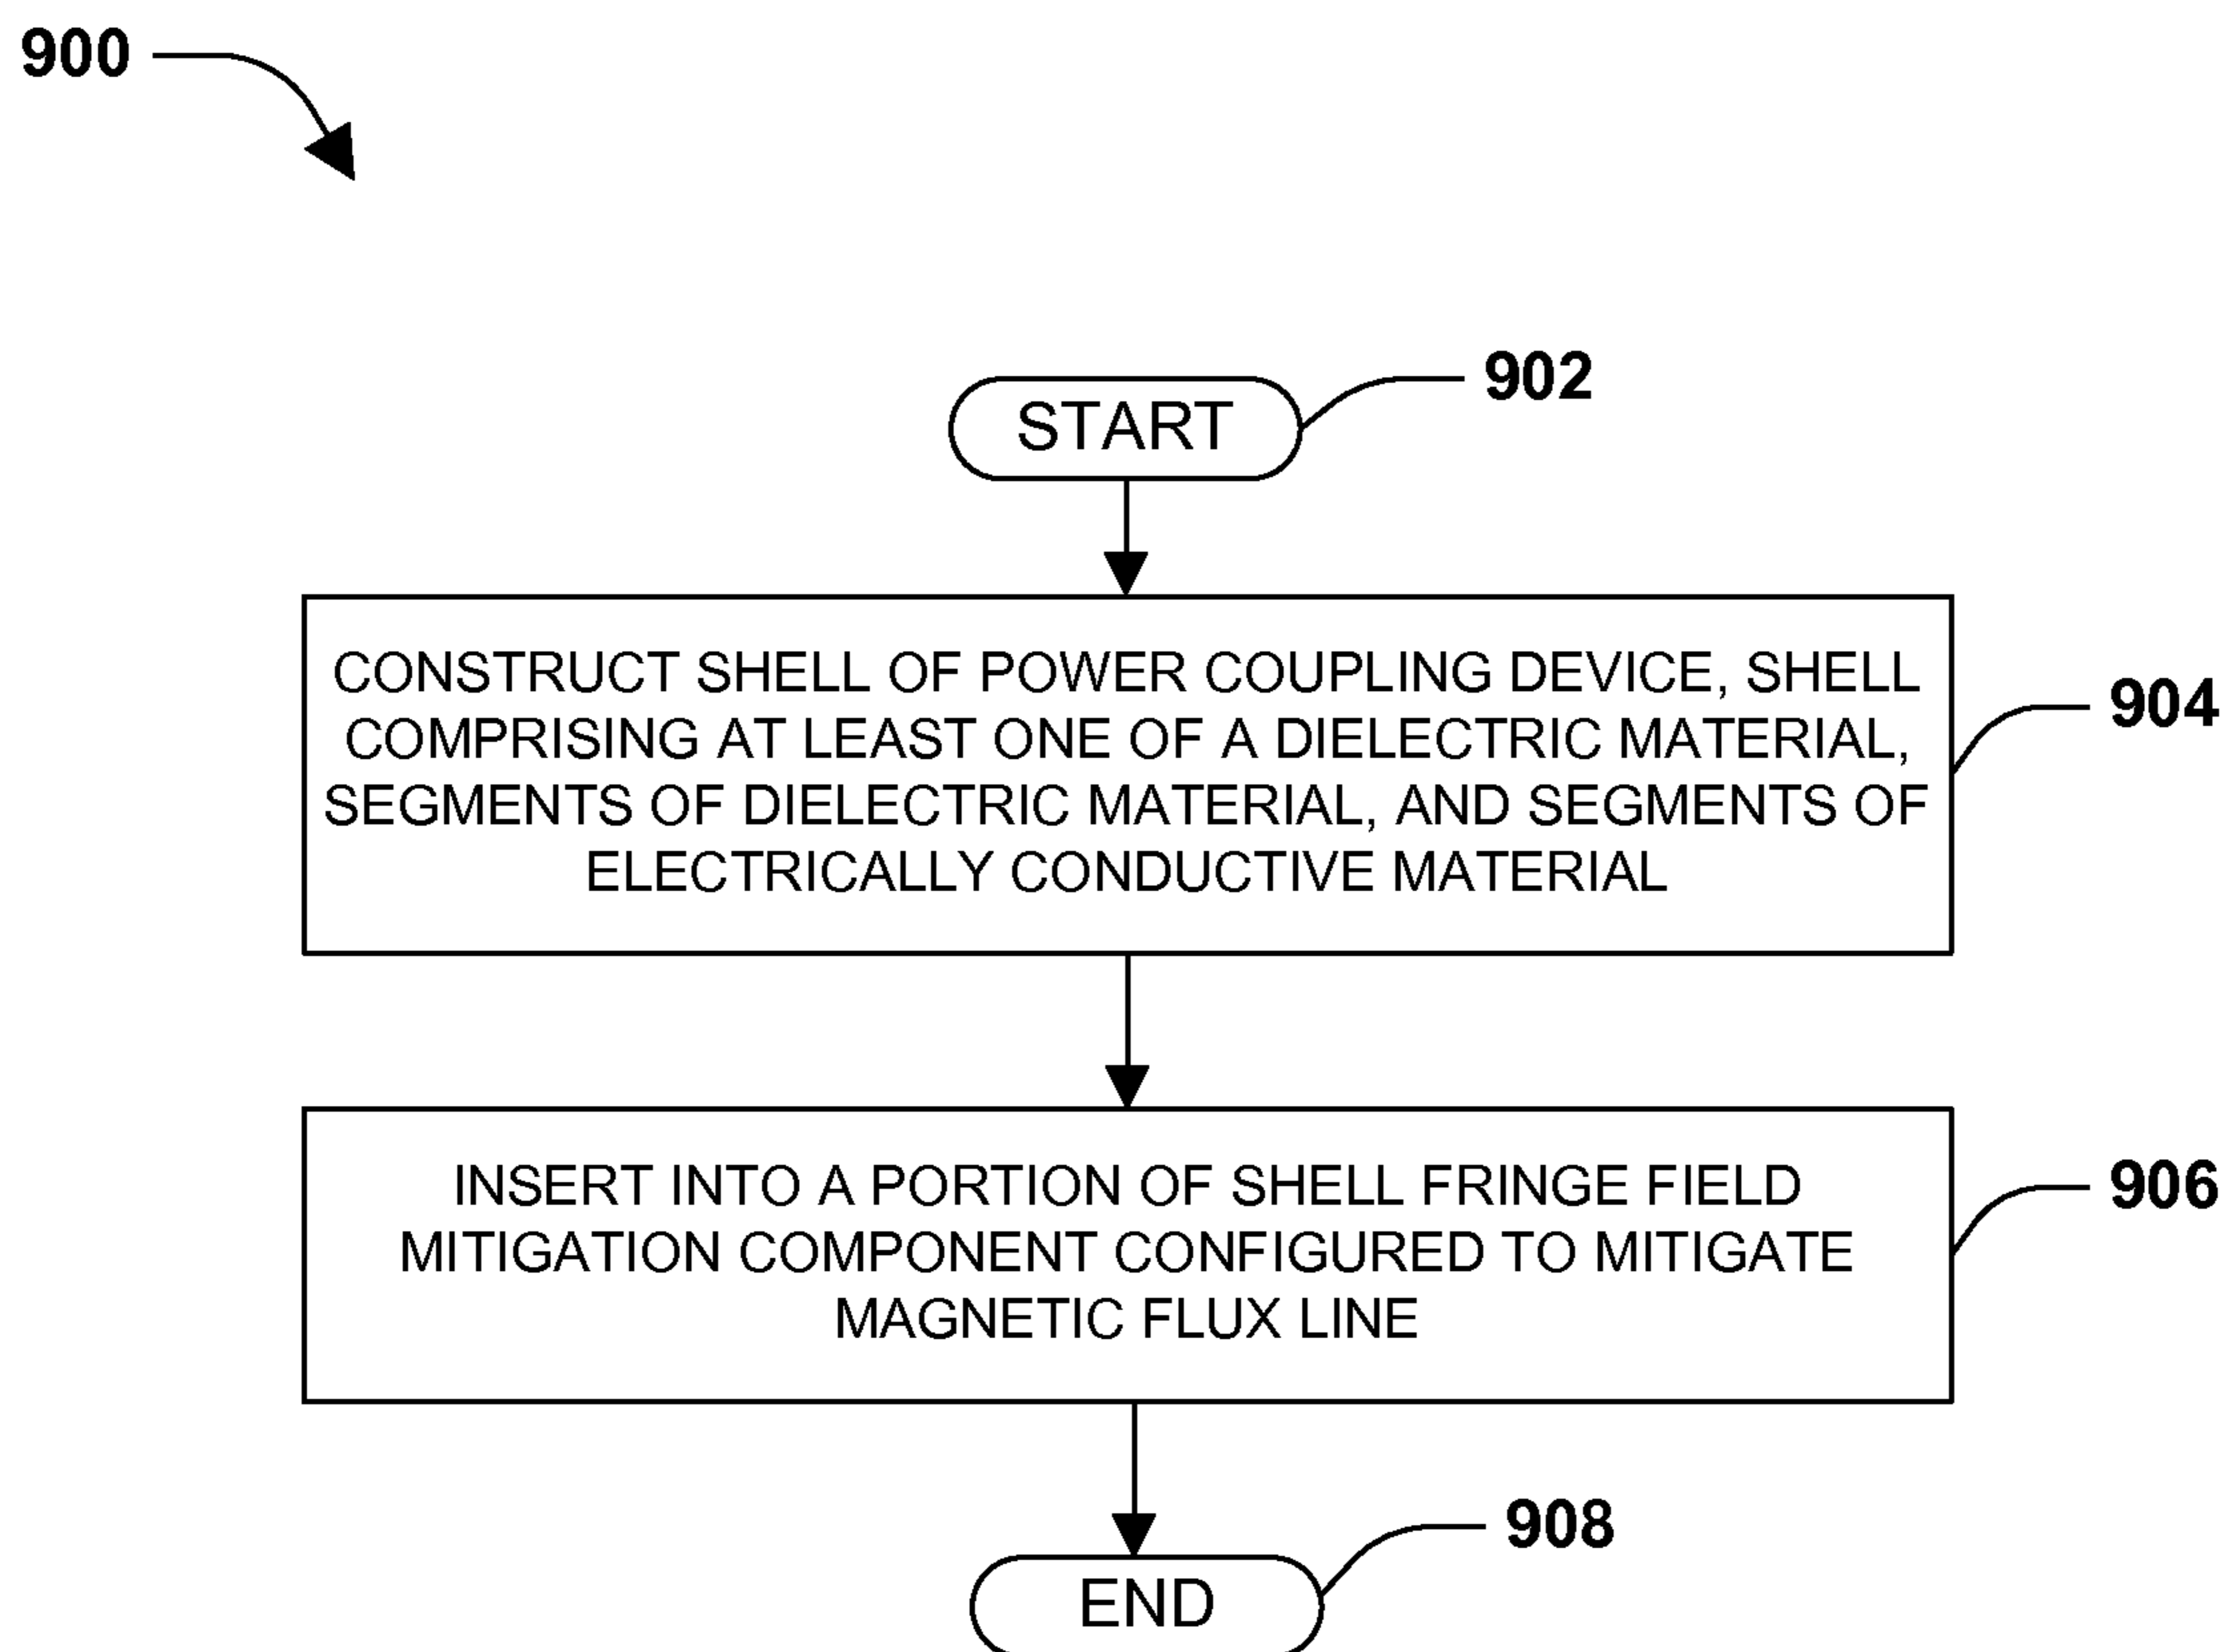 900
START
902
CONSTRUCT SHELL OF POWER COUPLING DEVICE, SHELL
COMPRISING AT LEAST ONE OF A DIELECTRIC MATERIAL,
SEGMENTS OF DIELECTRIC MATERIAL, AND SEGMENTS OF
ELECTRICALLY CONDUCTIVE MATERIAL
904
INSERT INTO A PORTION OF SHELL FRINGE FIELD
MITIGATION COMPONENT CONFIGURED TO MITIGATE
MAGNETIC FLUX LINE
906
END
908